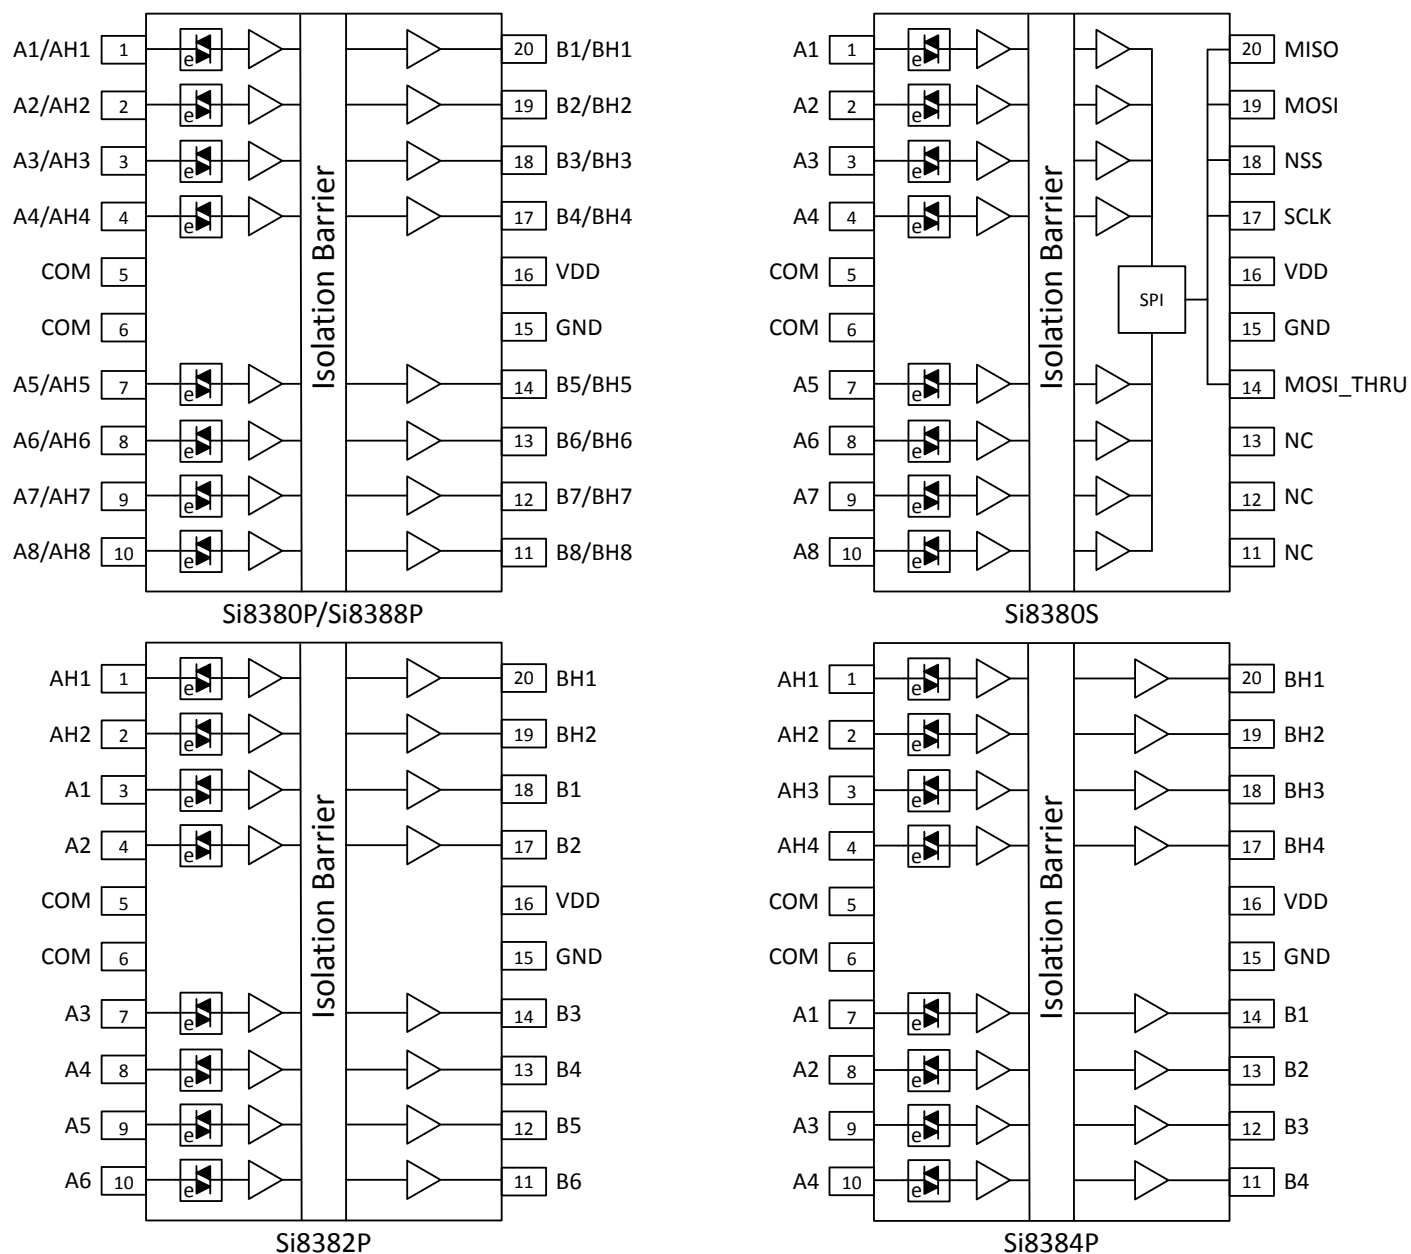 A1/AH1 1 e 20 B1/BH1
A2/AH2 2 e 19 B2/BH2
A3/AH3 3 e 18 B3/BH3
A4/AH4 4 e 17 B4/BH4
COM 5 16 VDD
COM 6 15 GND
A5/AH5 7 e 14 B5/BH5
A6/AH6 8 e 13 B6/BH6
A7/AH7 9 e 12 B7/BH7
A8/AH8 10 e 11 B8/BH8
Isolation Barrier
Si8380P/Si8388P
A1 1 e 20 MISO
A2 2 e 19 MOSI
A3 3 e 18 NSS
A4 4 e 17 SCLK
COM 5 16 VDD
SPI
COM 6 15 GND
A5 7 e 14 MOSI_THRU
A6 8 e 13 NC
A7 9 e 12 NC
A8 10 e 11 NC
Isolation Barrier
Si8380S
AH1 1 e 20 BH1
AH2 2 e 19 BH2
A1 3 e 18 B1
A2 4 e 17 B2
COM 5 16 VDD
COM 6 15 GND
A3 7 e 14 B3
A4 8 e 13 B4
A5 9 e 12 B5
A6 10 e 11 B6
Isolation Barrier
Si8382P
AH1 1 e 20 BH1
AH2 2 e 19 BH2
AH3 3 e 18 BH3
AH4 4 e 17 BH4
COM 5 16 VDD
COM 6 15 GND
A1 7 e 14 B1
A2 8 e 13 B2
A3 9 e 12 B3
A4 10 e 11 B4
Isolation Barrier
Si8384P